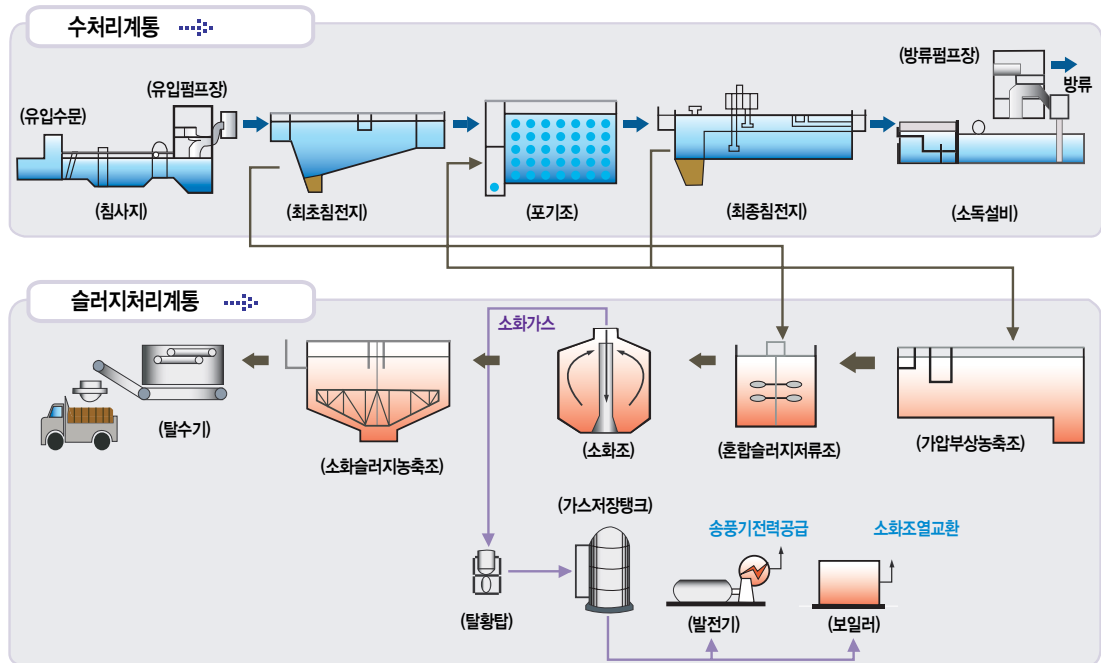 수처리계통
(유입수문)
(유입펌프장)
(방류펌프장)
방류
(침사지)
(최초침전지)
(포기조)
(최종침전지)
(소독설비)
슬러지처리계통
소화가스
(탈수기)
(소화슬러지농축조)
(소화조)
(혼합슬러지저류조)
(가압부상농축조)
(가스저장탱크)
송풍기전력공급
소화조열교환
(탈황탑)
(발전기)
(보일러)